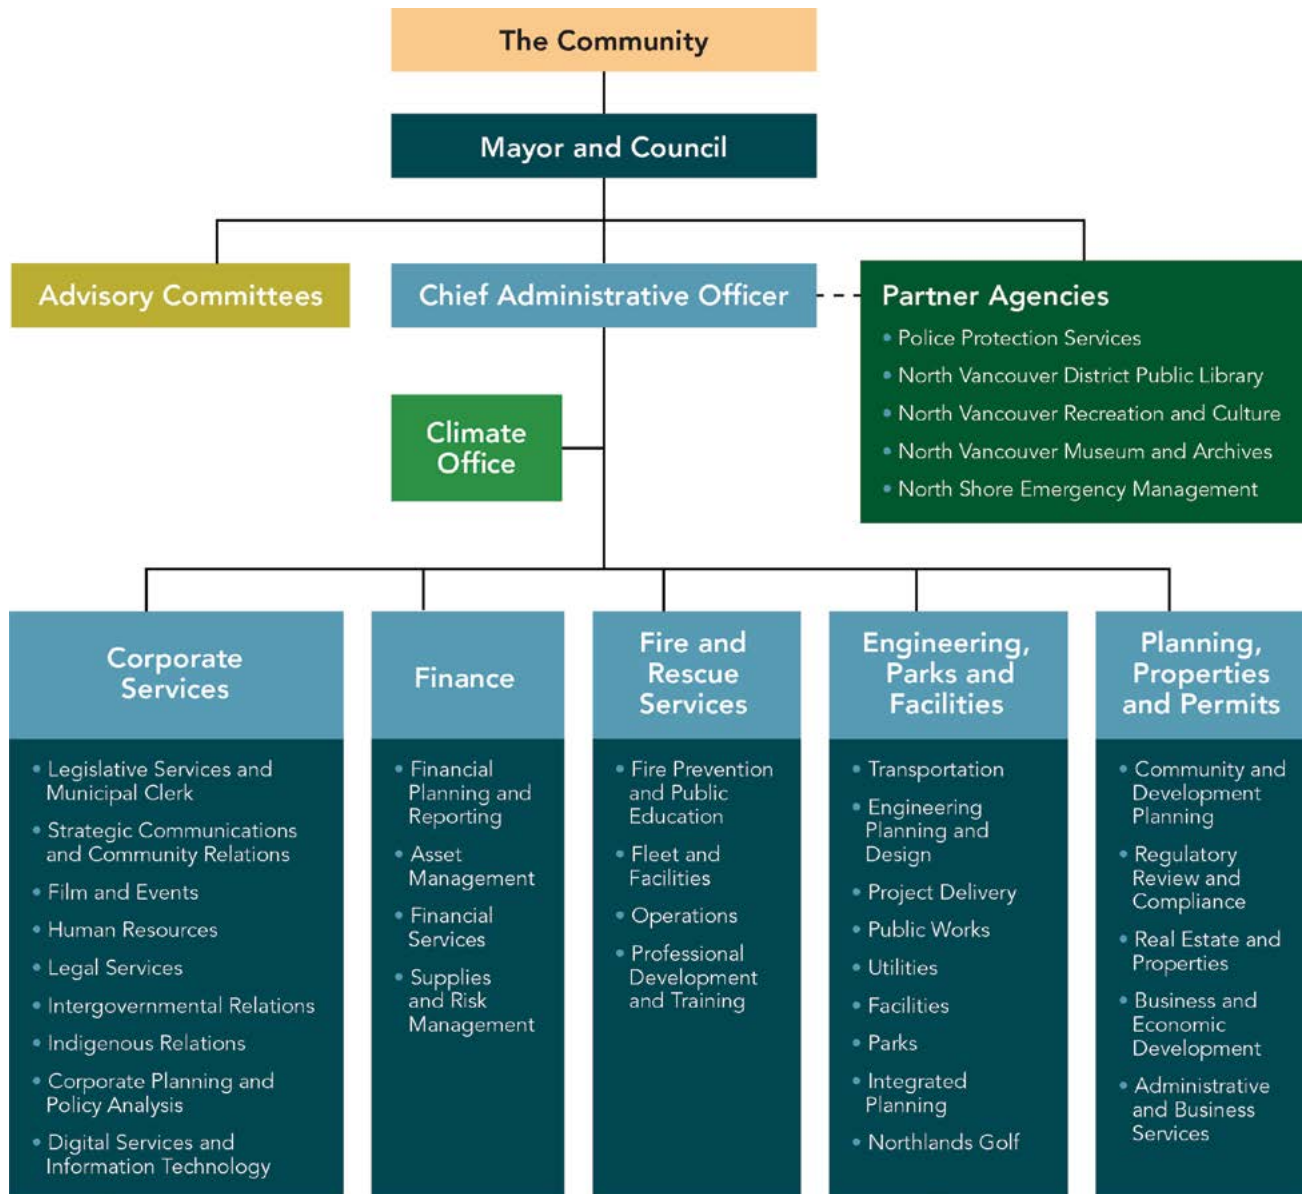 The Community
Mayor and Council
Advisory Committees
Chief Administrative Officer
Partner Agencies
• Police Protection Services
• North Vancouver District Public Library
• North Vancouver Recreation and Culture
• North Vancouver Museum and Archives
• North Shore Emergency Management
Climate
Office
Corporate
Services
• Legislative Services and
Municipal Clerk
• Strategic Communications
and Community Relations
• Film and Events
• Human Resources
• Legal Services
• Intergovernmental Relations
• Indigenous Relations
• Corporate Planning and
Policy Analysis
• Digital Services and
Information Technology
Finance
• Financial
Planning and
Reporting
• Asset
Management
• Financial
Services
• Supplies
and Risk
Management
Fire and
Rescue
Services
• Fire Prevention
and Public
Education
• Fleet and
Facilities
• Operations
• Professional
Development
and Training
Engineering,
Parks and
Facilities
• Transportation
• Engineering
Planning and
Design
• Project Delivery
• Public Works
• Utilities
• Facilities
• Parks
• Integrated
Planning
• Northlands Golf
Planning,
Properties
and Permits
• Community and
Development
Planning
• Regulatory
Review and
Compliance
• Real Estate and
Properties
• Business and
Economic
Development
• Administrative
and Business
Services